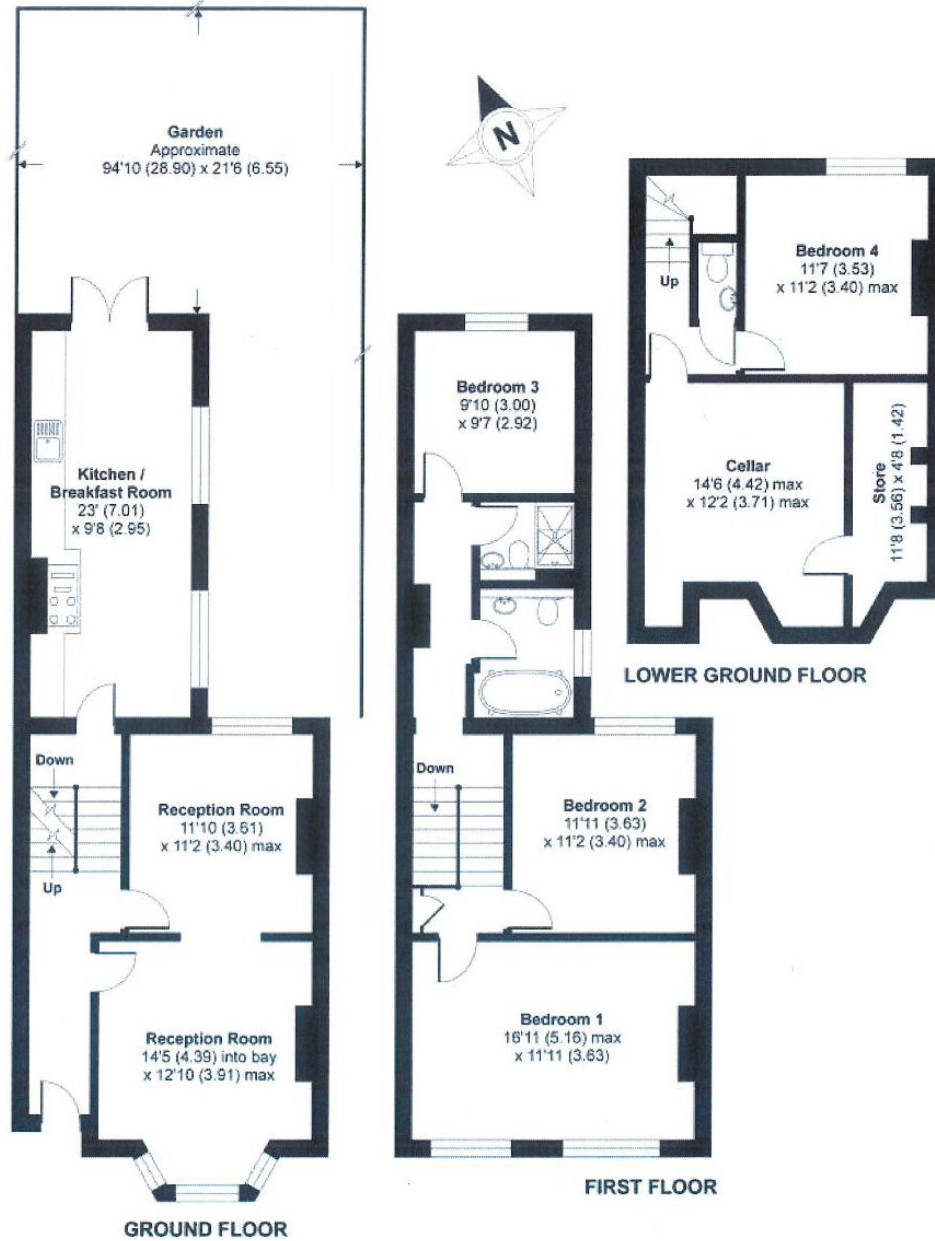 Garden
Approximate
94'10 (28.90) x 21'6 (6.55)
N
Kitchen /
Breakfast Room
23' (7.01)
x 9'8 (2.95)
Down
Up
Reception Room
11'10 (3.61)
x 11'2 (3.40) max
Reception Room
14'5 (4.39) into bay
x 12'10 (3.91) max
GROUND FLOOR
Bedroom 3
9'10 (3.00)
x 9'7 (2.92)
Down
Bedroom 2
11'11 (3.63)
x 11'2 (3.40) max
Bedroom 1
16'11 (5.16) max
x 11'11 (3.63)
FIRST FLOOR
Up
Bedroom 4
11'7 (3.53)
x 11'2 (3.40) max
Cellar
14'6 (4.42) max
x 12'2 (3.71) max
Store
11'8 (3.56) x 4'8 (1.42)
LOWER GROUND FLOOR